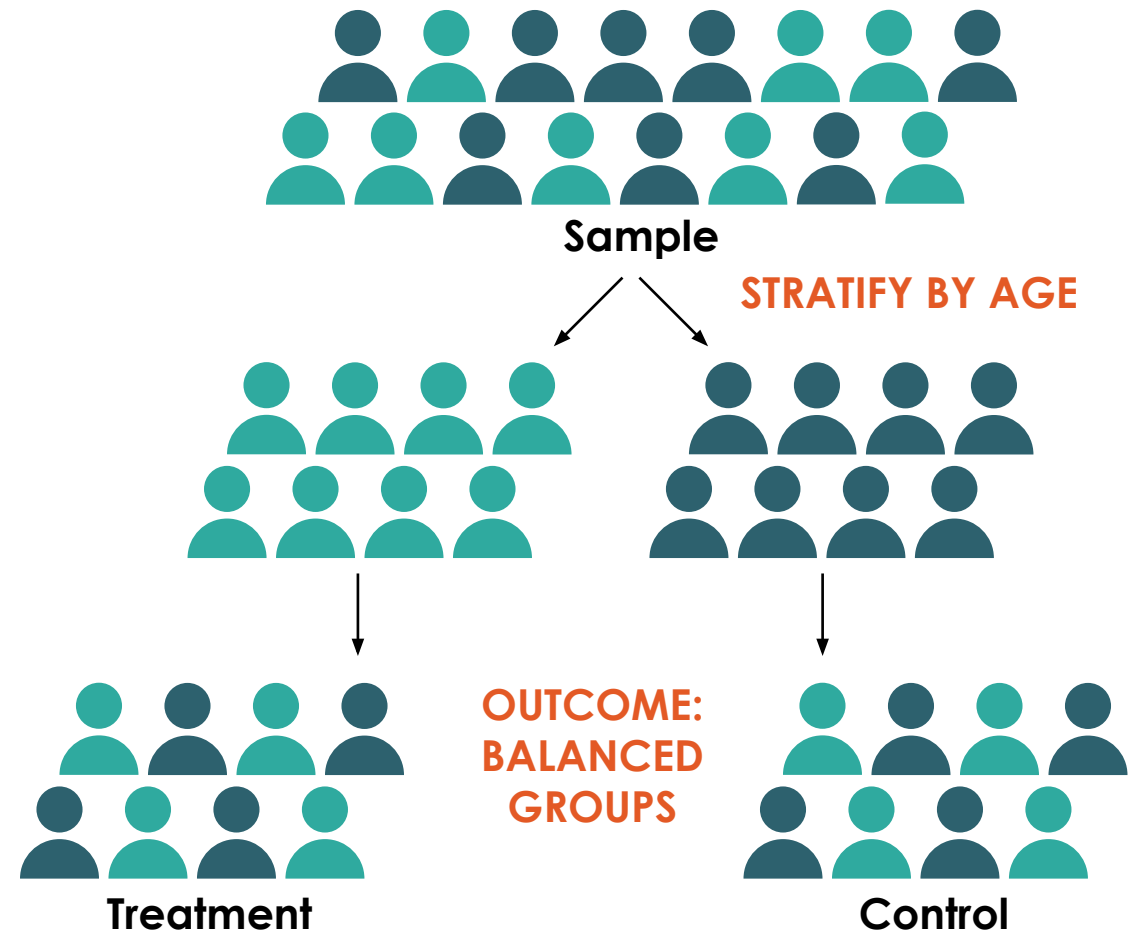 Sample
STRATIFY BY AGE
OUTCOME:
BALANCED
GROUPS
Treatment
Control